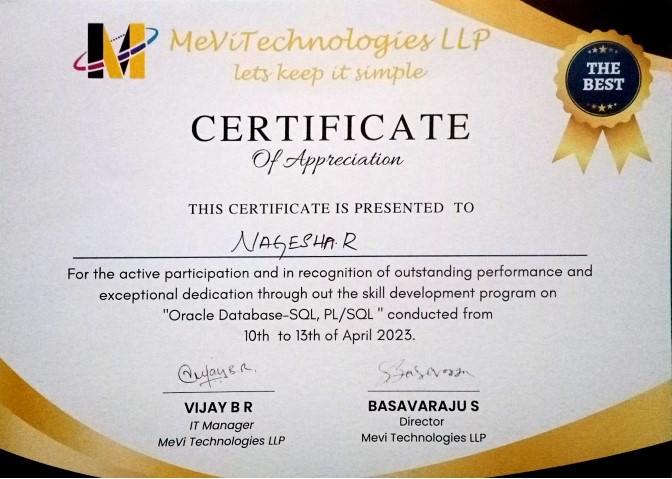 MeViTechnologies LLP
lets keep it simple
THE
BEST
CERTIFICATE
Of Appreciation
THIS CERTIFICATE IS PRESENTED TO
NAGESHA.R
For the active participation and in recognition of outstanding performance and
exceptional dedication through out the skill development program on
"Oracle Database-SQL, PL/SQL " conducted from
10th to 13th of April 2023.
Vijay B.R.
VIJAY B R
IT Manager
MeVi Technologies LLP
BASAVARAJU S
Director
Mevi Technologies LLP